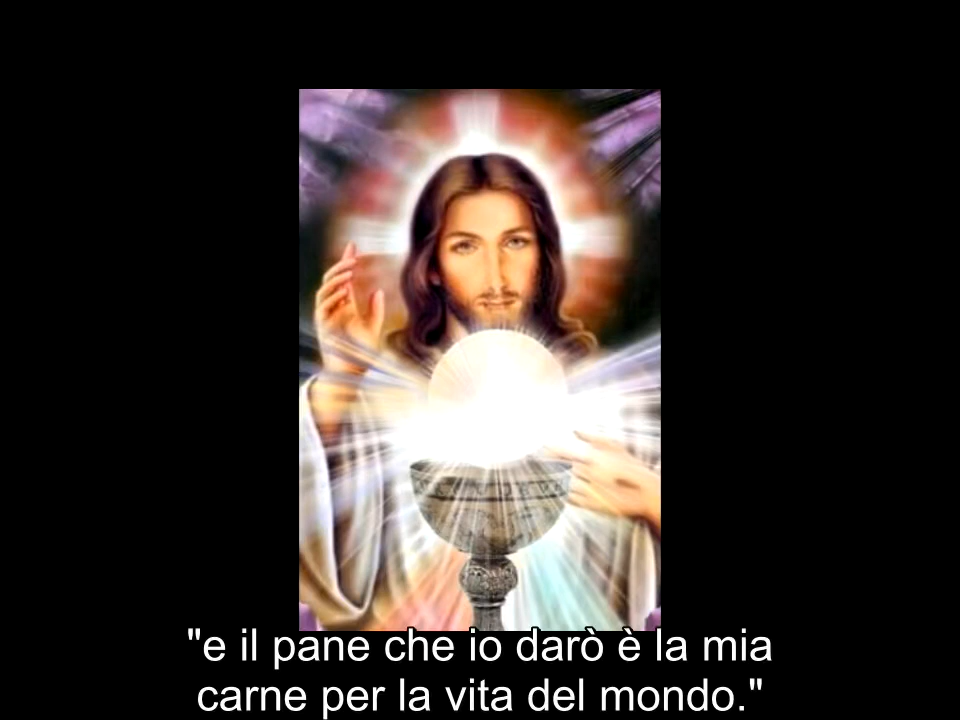 "e il pane che io darò è la mia
carne per la vita del mondo."